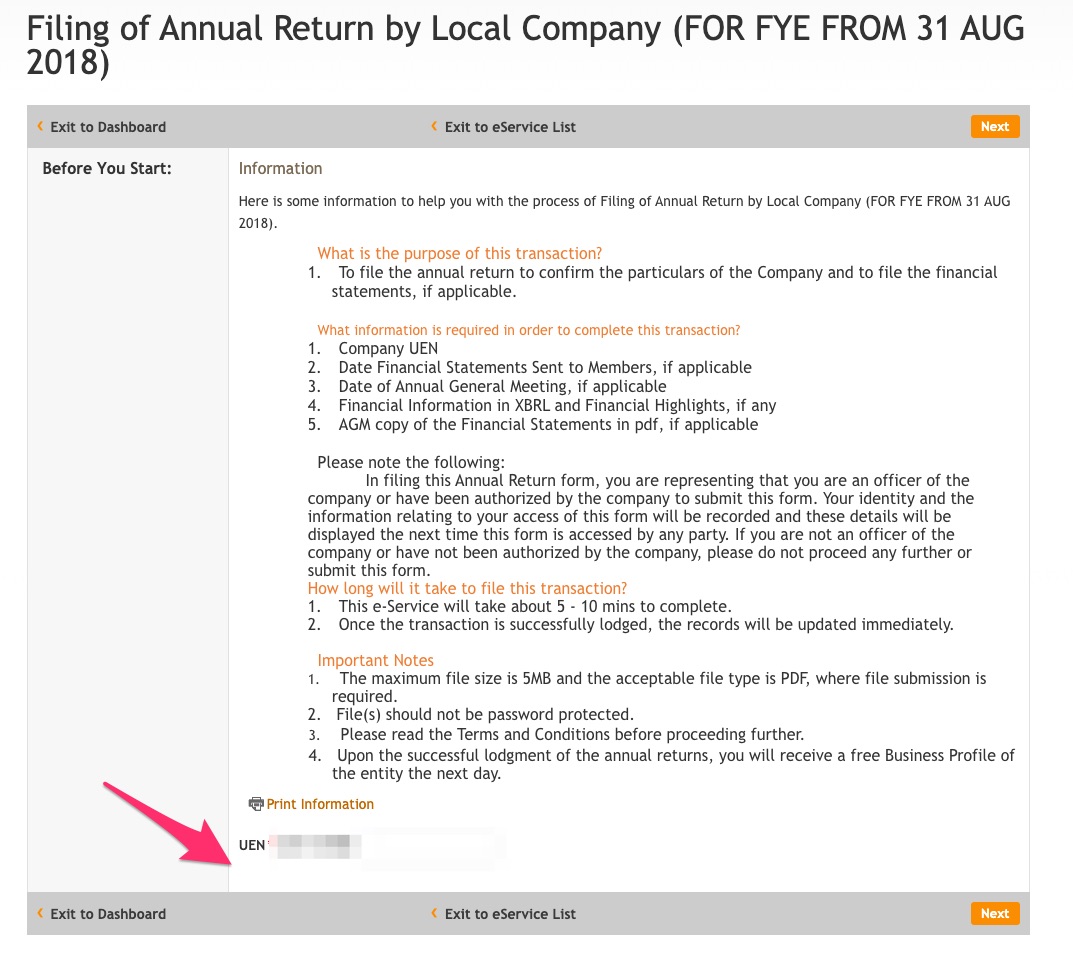 Filing of Annual Return by Local Company (FOR FYE FROM 31 AUG
2018)
‹ Exit to Dashboard
‹ Exit to eService List
Next
Before You Start:
Information
Here is some information to help you with the process of Filing of Annual Return by Local Company (FOR FYE FROM 31 AUG
2018).
What is the purpose of this transaction?
1. To file the annual return to confirm the particulars of the Company and to file the financial
statements, if applicable.
What information is required in order to complete this transaction?
1. Company UEN
2. Date Financial Statements Sent to Members, if applicable
3. Date of Annual General Meeting, if applicable
4. Financial Information in XBRL and Financial Highlights, if any
5. AGM copy of the Financial Statements in pdf, if applicable
Please note the following:
In filing this Annual Return form, you are representing that you are an officer of the
company or have been authorized by the company to submit this form. Your identity and the
information relating to your access of this form will be recorded and these details will be
displayed the next time this form is accessed by any party. If you are not an officer of the
company or have not been authorized by the company, please do not proceed any further or
submit this form.
How long will it take to file this transaction?
1. This e-Service will take about 5 - 10 mins to complete.
2. Once the transaction is successfully lodged, the records will be updated immediately.
Important Notes
1. The maximum file size is 5MB and the acceptable file type is PDF, where file submission is
required.
2. File(s) should not be password protected.
3. Please read the Terms and Conditions before proceeding further.
4. Upon the successful lodgment of the annual returns, you will receive a free Business Profile of
the entity the next day.
Print Information
UEN
‹ Exit to Dashboard
‹ Exit to eService List
Next